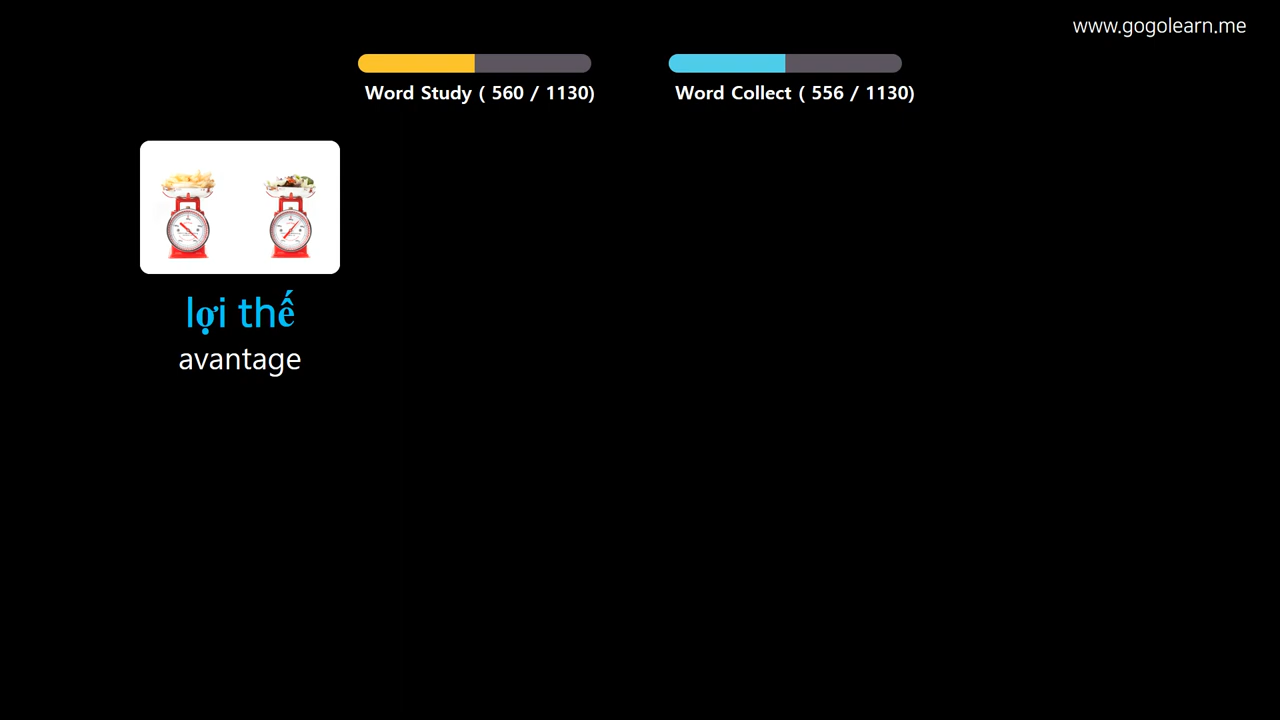 www.gogolearn.me
Word Study ( 560 / 1130)
Word Collect ( 556 / 1130)
lợi thế
avantage